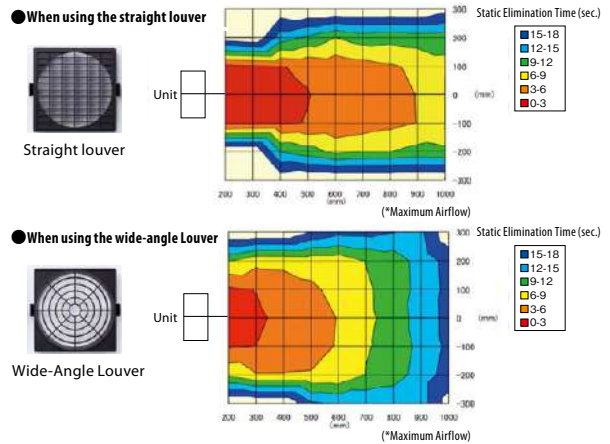 ●When using the straight louver
Static Elimination Time (sec.)
300
200
100
0 (mm)
-100
-200
-300
15-18
12-15
9-12
6-9
3-6
0-3
Unit
Straight louver
200 300 400 500 600 700 800 900 1000
(mm)
(*Maximum Airflow)
●When using the wide-angle Louver
Static Elimination Time (sec.)
300
200
100
0 (mm)
-100
-200
-300
15-18
12-15
9-12
6-9
3-6
0-3
Unit
Wide-Angle Louver
200 300 400 500 600 700 800 900 1000
(mm)
(*Maximum Airflow)